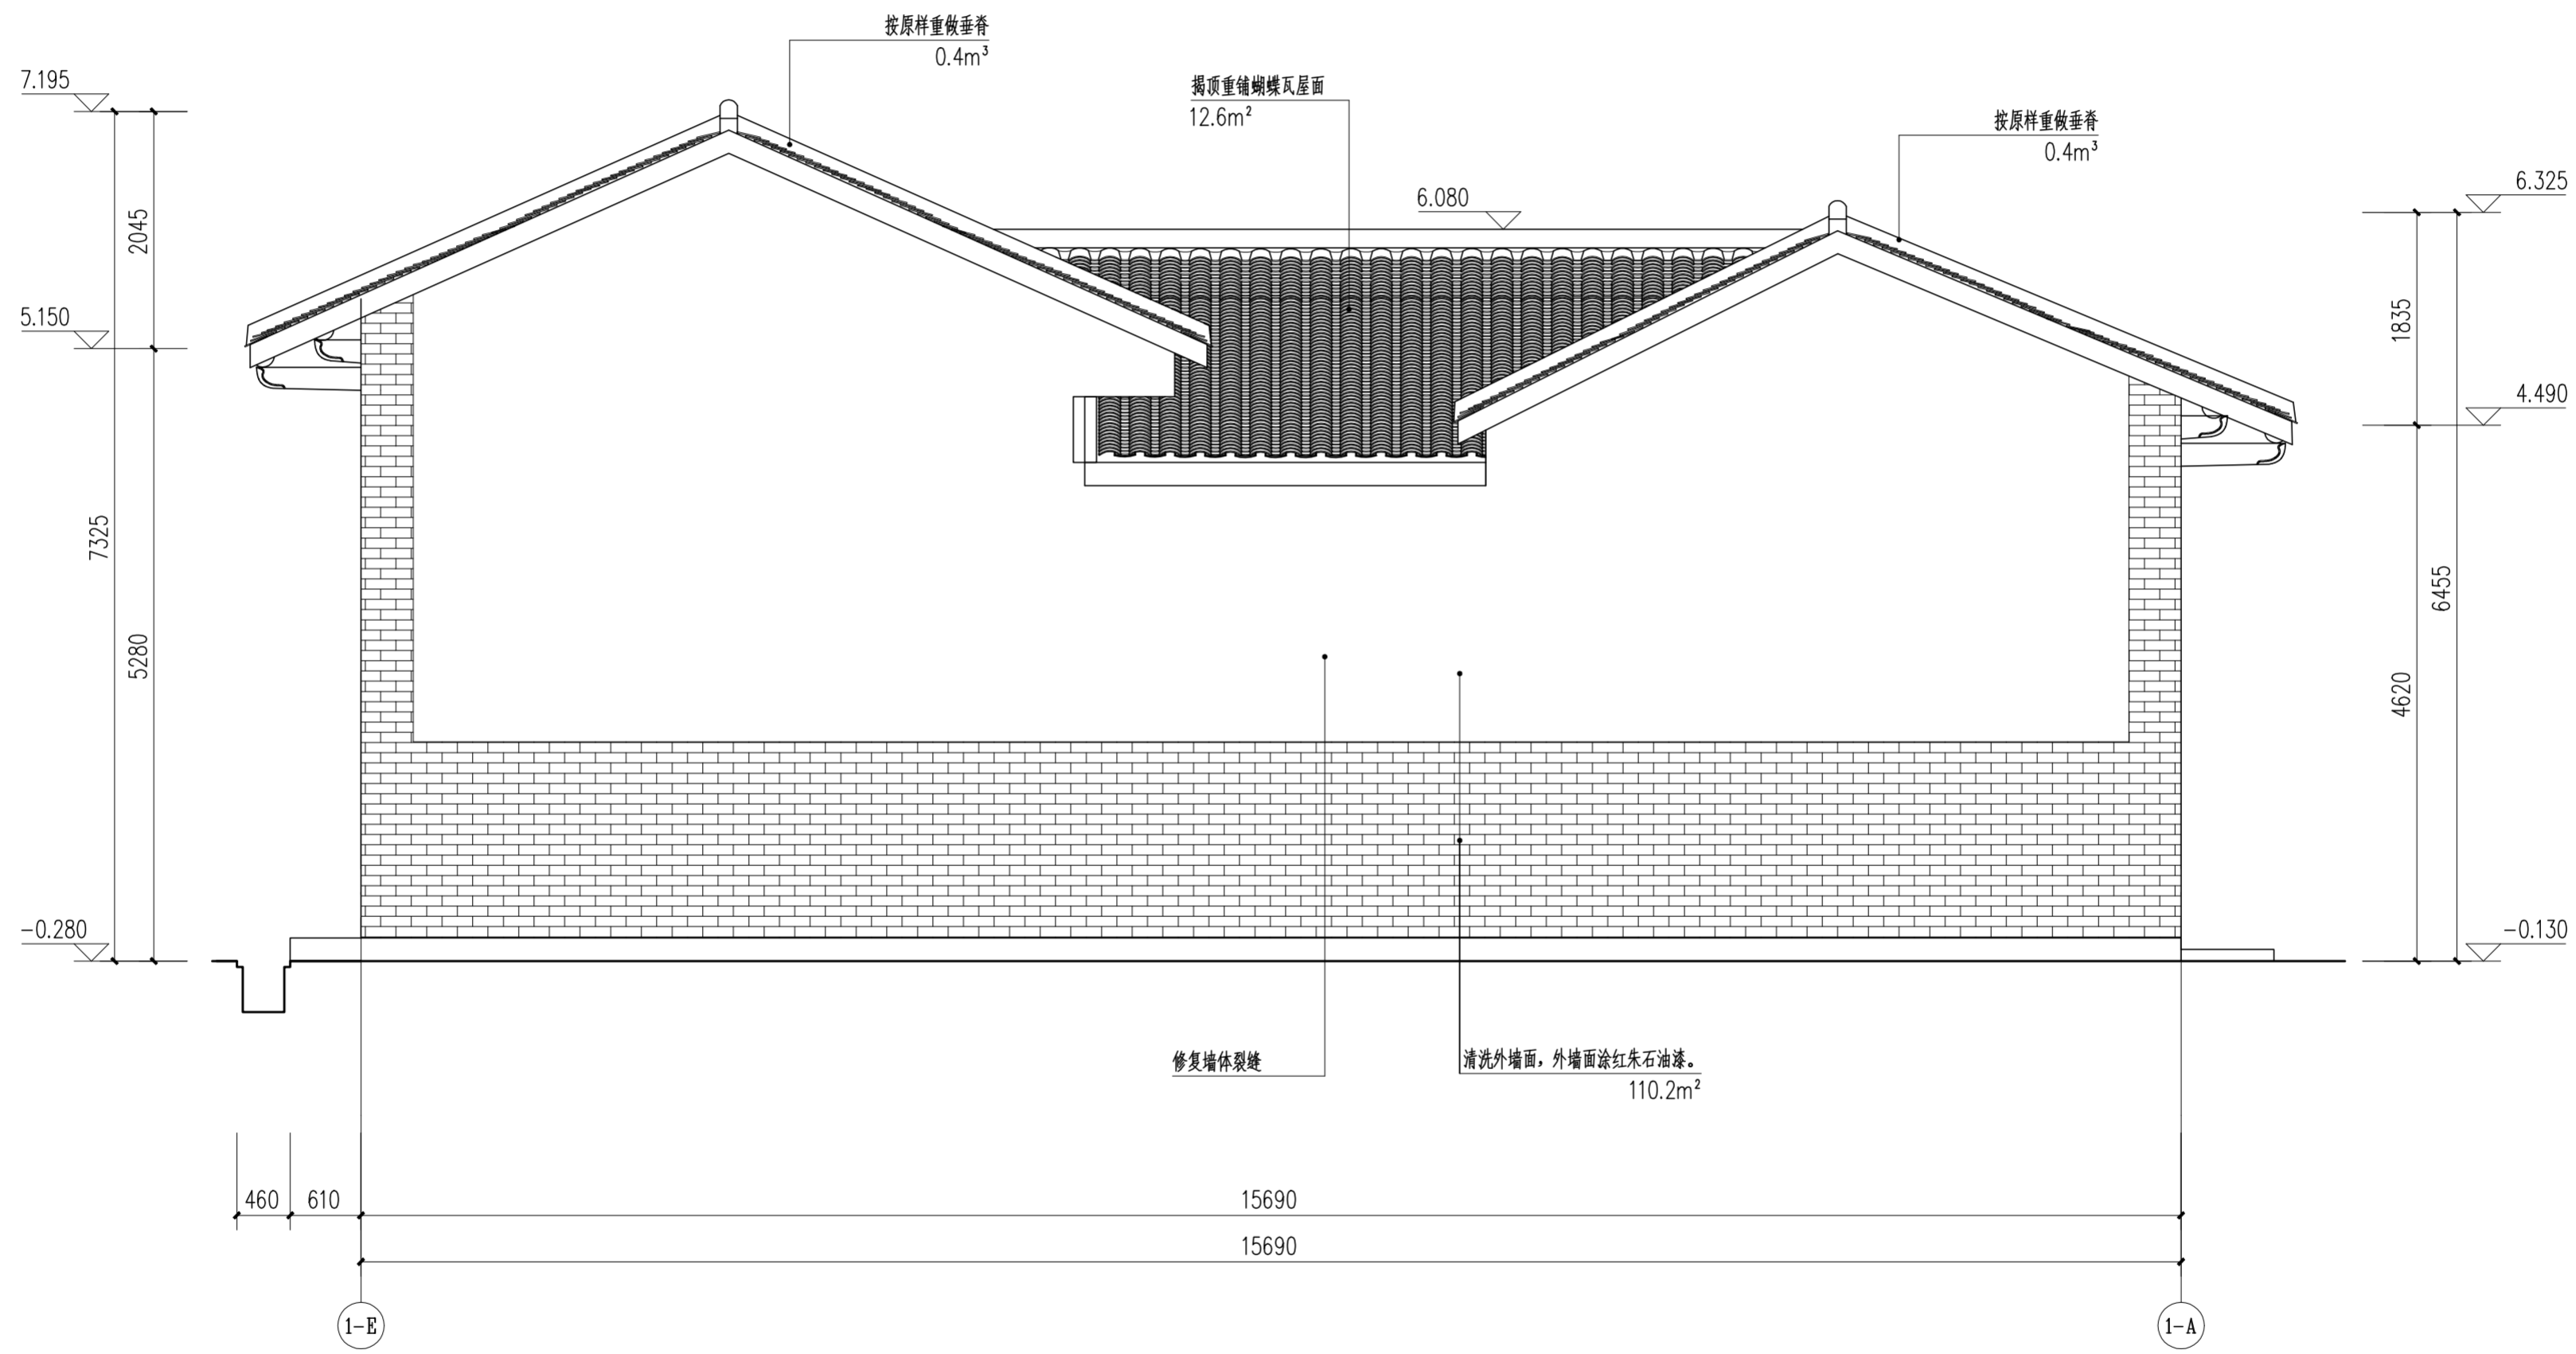 按原样重做垂脊
0.4m³
7.195
揭顶重铺蝴蝶瓦屋面
12.6m²
按原样重做垂脊
0.4m³
6.325
6.080
2045
1835
5.150
4.490
7325
5280
6455
4620
-0.280
-0.130
修复墙体裂缝
清洗外墙面，外墙面涂红朱石油漆。
110.2m²
460
610
15690
15690
1-E
1-A